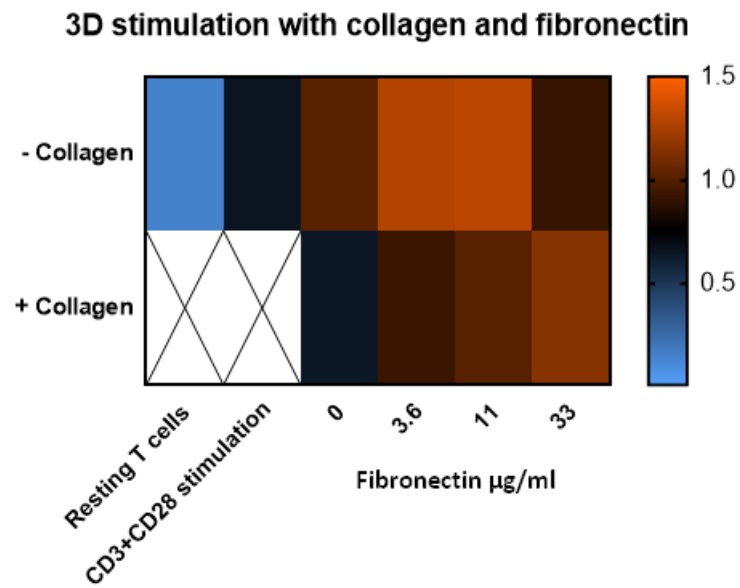 3D stimulation with collagen and fibronectin
1.5
- Collagen
1.0
0.5
+ Collagen
Resting T cells
CD3+CD28 stimulation
0
3.6
11
33
Fibronectin µg/ml